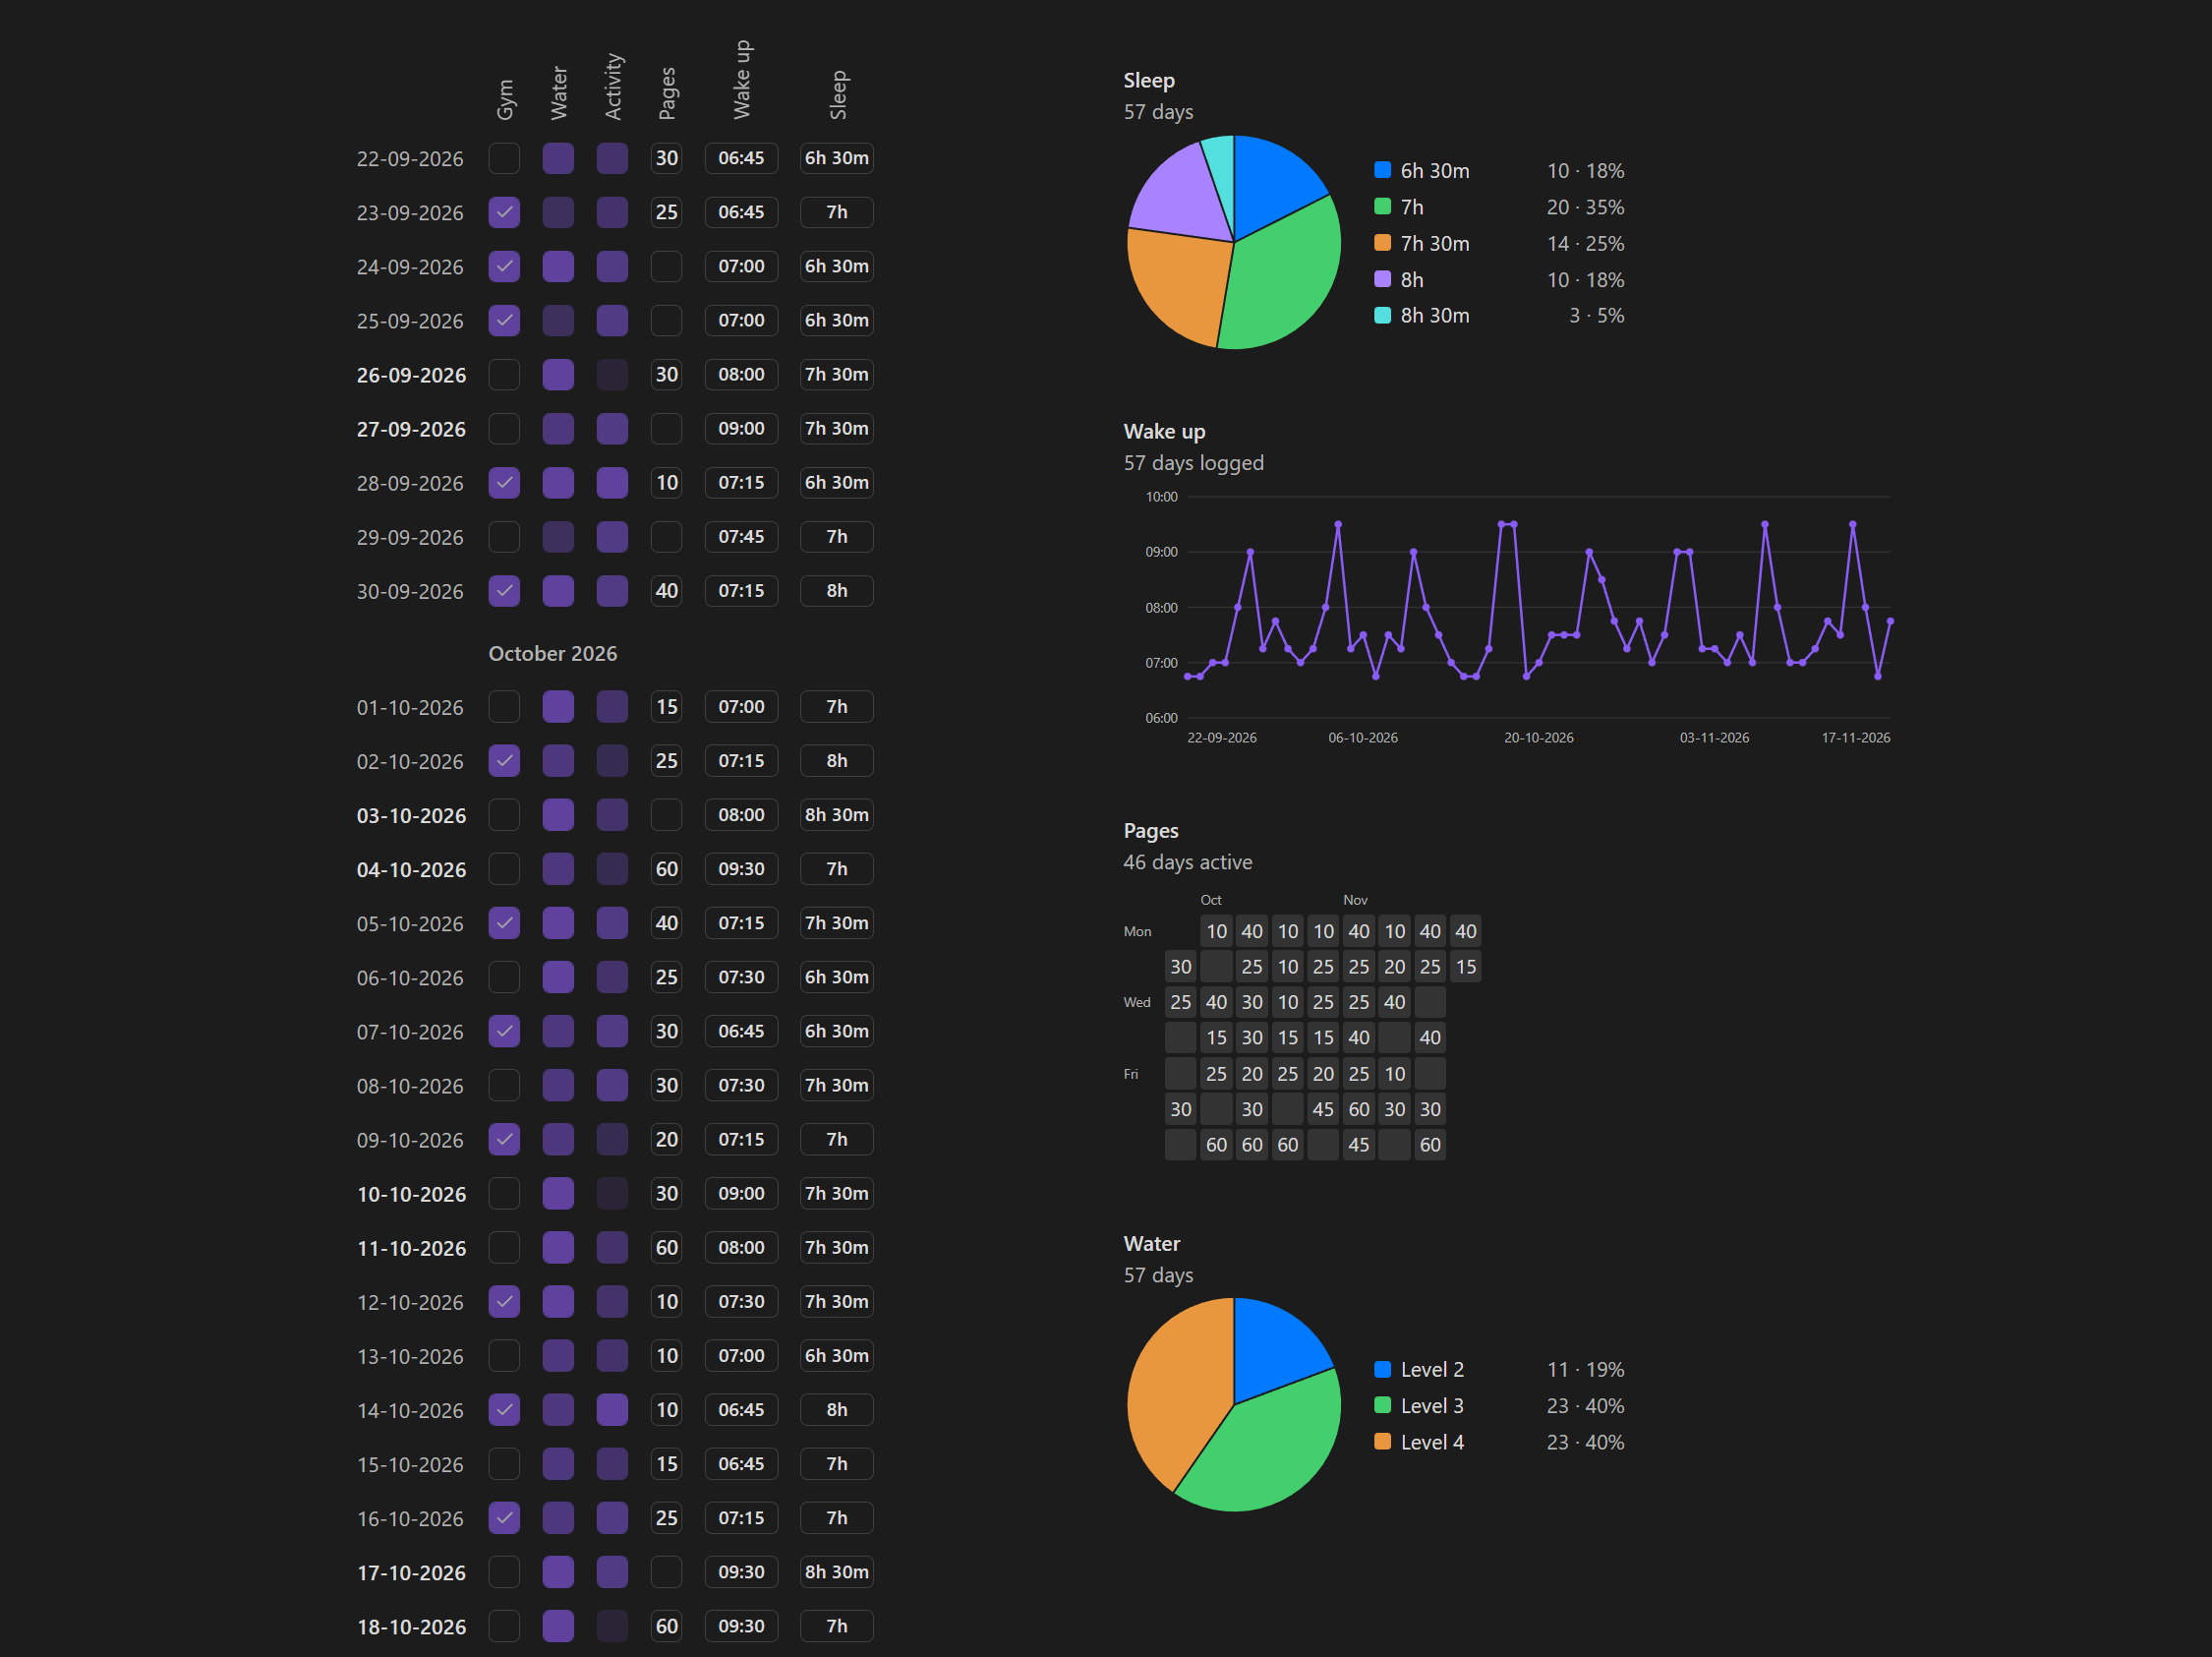 Gym Water Activity Pages Wake up Sleep
22-09-2026 30 06:45 6h 30m
23-09-2026 25 06:45 7h
24-09-2026 07:00 6h 30m
25-09-2026 07:00 6h 30m
26-09-2026 30 08:00 7h 30m
27-09-2026 09:00 7h 30m
28-09-2026 10 07:15 6h 30m
29-09-2026 07:45 7h
30-09-2026 40 07:15 8h
October 2026
01-10-2026 15 07:00 7h
02-10-2026 25 07:15 8h
03-10-2026 08:00 8h 30m
04-10-2026 60 09:30 7h
05-10-2026 40 07:15 7h 30m
06-10-2026 25 07:30 6h 30m
07-10-2026 30 06:45 6h 30m
08-10-2026 30 07:30 7h 30m
09-10-2026 20 07:15 7h
10-10-2026 30 09:00 7h 30m
11-10-2026 60 08:00 7h 30m
12-10-2026 10 07:30 7h 30m
13-10-2026 10 07:00 6h 30m
14-10-2026 10 06:45 8h
15-10-2026 15 06:45 7h
16-10-2026 25 07:15 7h
17-10-2026 09:30 8h 30m
18-10-2026 60 09:30 7h
Sleep
57 days
6h 30m 10 · 18%
7h 20 · 35%
7h 30m 14 · 25%
8h 10 · 18%
8h 30m 3 · 5%
Wake up
57 days logged
10:00
09:00
08:00
07:00
06:00
22-09-2026 06-10-2026 20-10-2026 03-11-2026 17-11-2026
Pages
46 days active
Oct Nov
Mon 10 40 10 10 40 10 40 40
30 25 10 25 25 20 25 15
Wed 25 40 30 10 25 25 40
15 30 15 15 40 40
Fri 25 20 25 20 25 10
30 30 45 60 30 30
60 60 60 45 60
Water
57 days
Level 2 11 · 19%
Level 3 23 · 40%
Level 4 23 · 40%